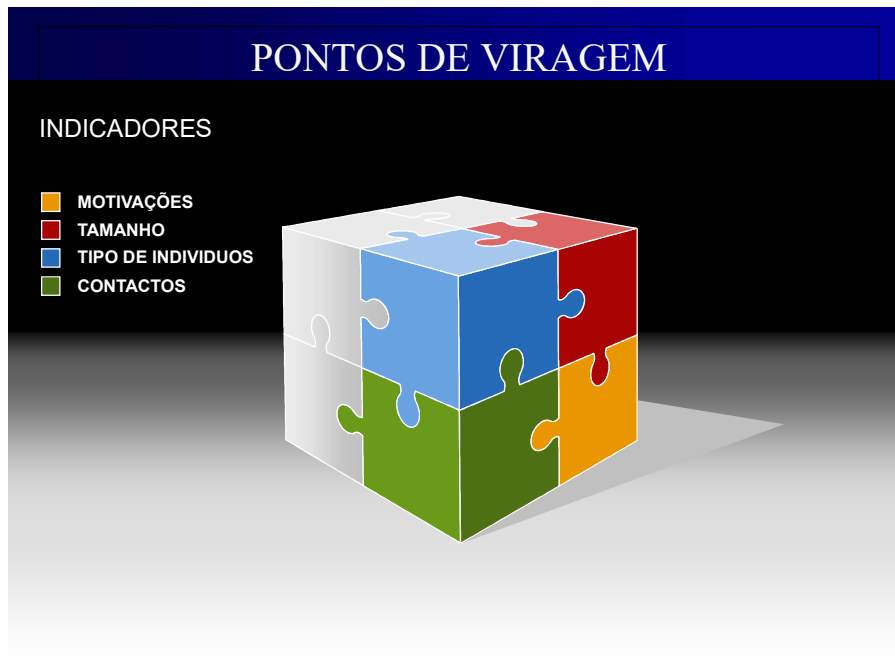 PONTOS DE VIRAGEM
INDICADORES
MOTIVAÇÕES
TAMANHO
TIPO DE INDIVIDUOS
CONTACTOS